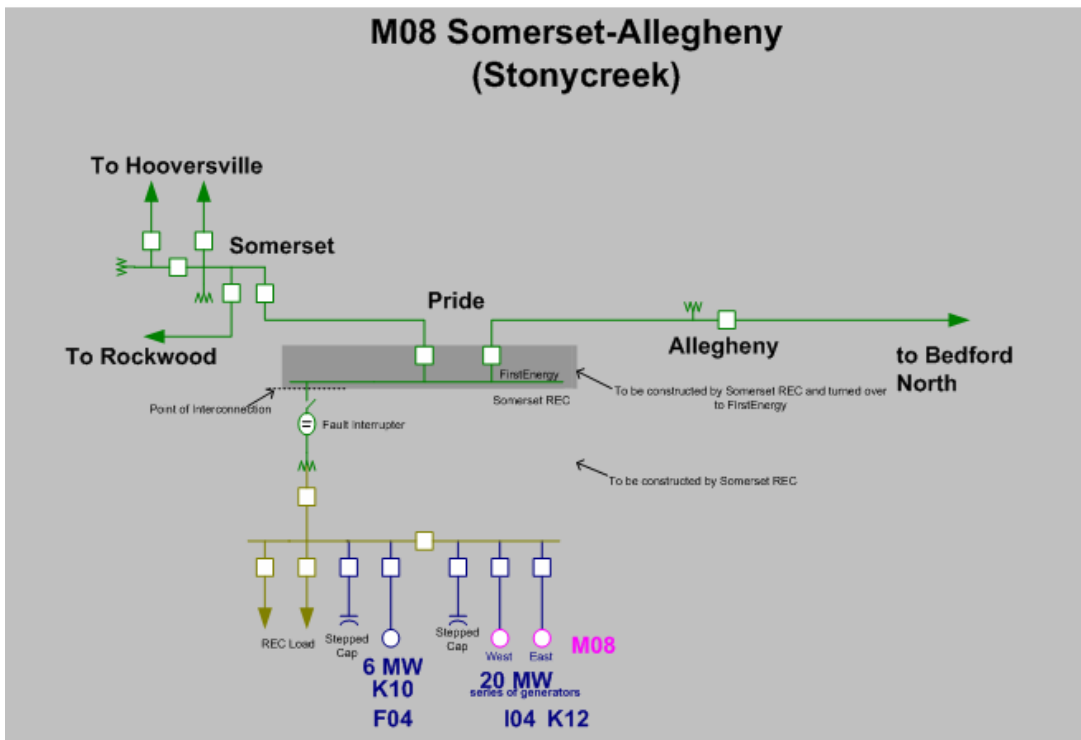 M08 Somerset-Allegheny
(Stonycreek)
To Hooversville
Somerset
Pride
To Rockwood
Allegheny
to Bedford
North
FirstEnergy
Somerset REC
To be constructed by Somerset REC and turned over
to FirstEnergy
Point of Interconnection
Fault Interrupter
To be constructed by Somerset REC
REC Load
Stepped
Cap
Stepped
Cap
West
East
M08
6 MW
K10
F04
20 MW
series of generators
I04 K12